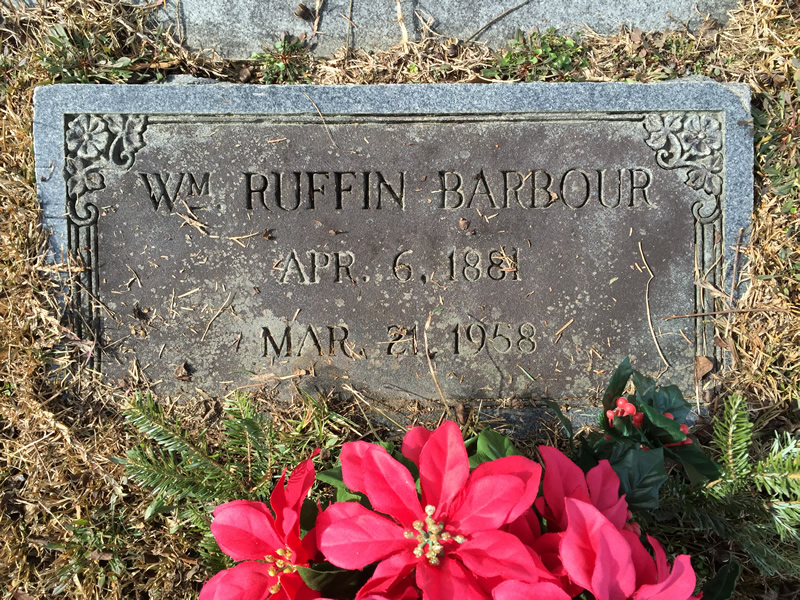 WM. RUFFIN BARBOUR
APR. 6, 1881
MAR. 21, 1958